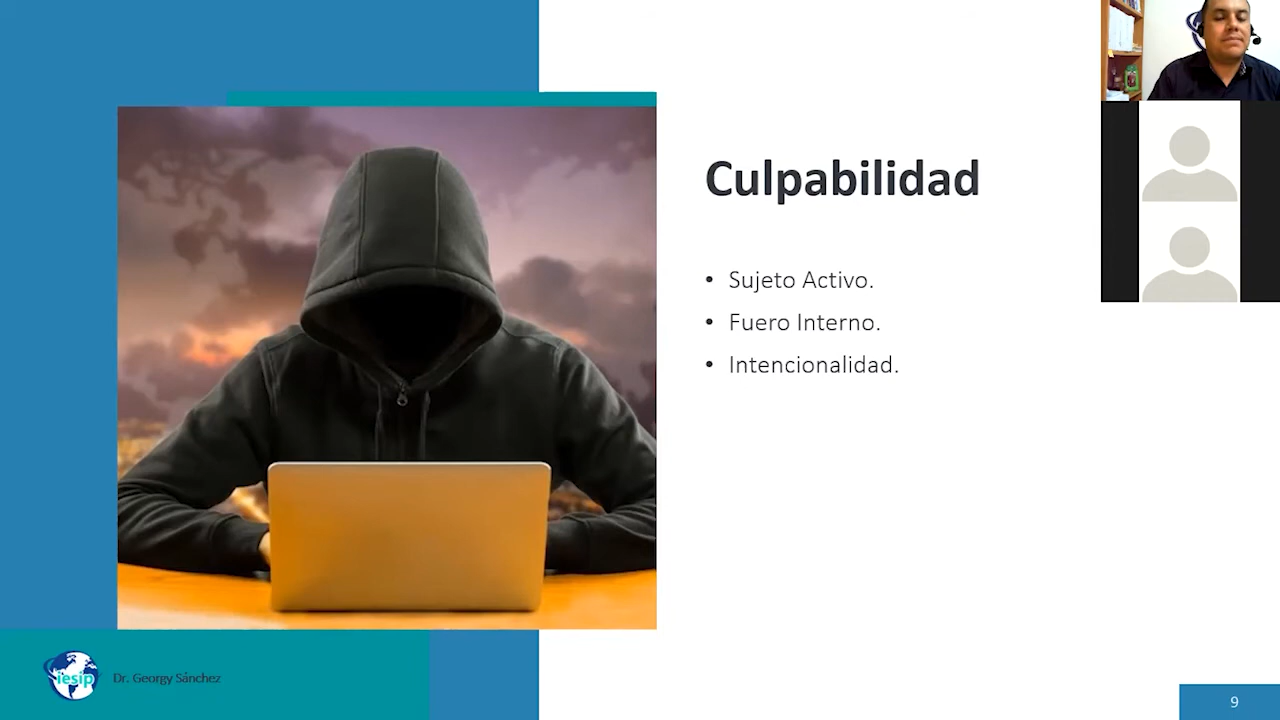 Culpabilidad
• Sujeto Activo.
• Fuero Interno.
• Intencionalidad.
iesip
Dr. Georgy Sánchez
9